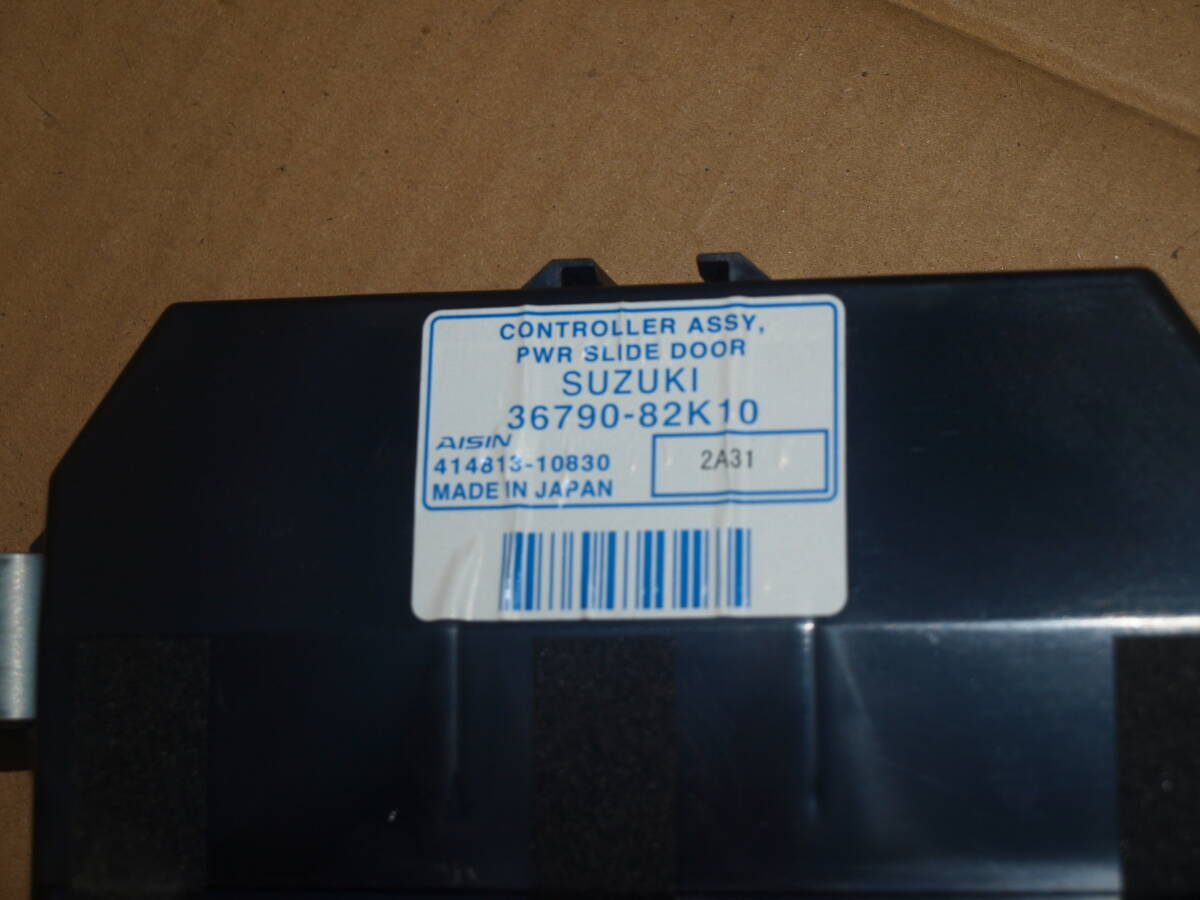 CONTROLLER ASSY,
PWR SLIDE DOOR
SUZUKI
36790-82K10
AISIN
414813-10830
MADE IN JAPAN
2A31